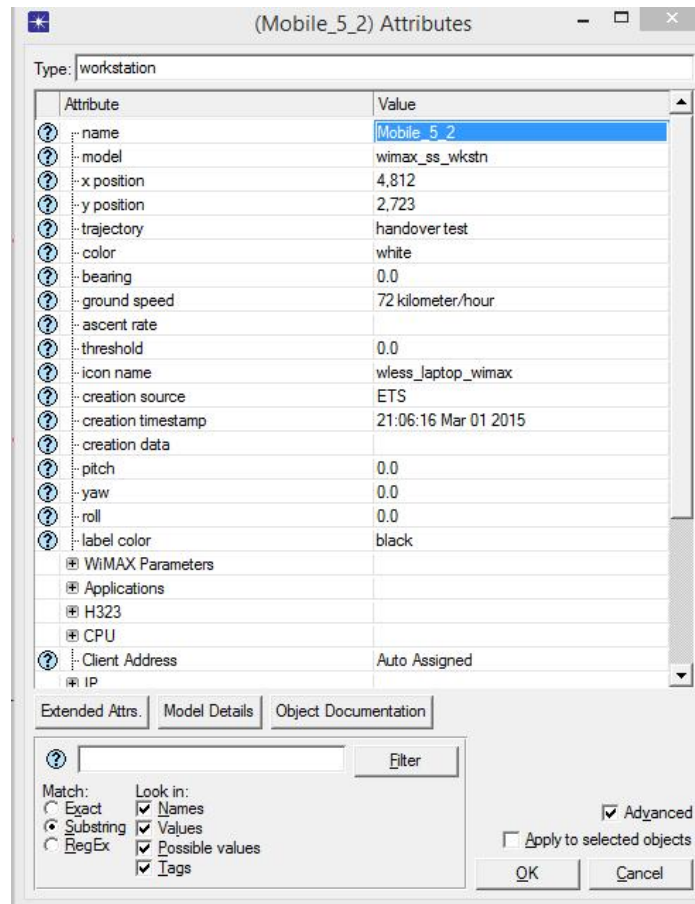 (Mobile_5_2) Attributes
Type: workstation
Attribute Value
name Mobile_5_2
model wimax_ss_wkstn
x position 4,812
y position 2,723
trajectory handover test
color white
bearing 0.0
ground speed 72 kilometer/hour
ascent rate
threshold 0.0
icon name wless_laptop_wimax
creation source ETS
creation timestamp 21:06:16 Mar 01 2015
creation data
pitch 0.0
yaw 0.0
roll 0.0
label color black
WiMAX Parameters
Applications
H323
CPU
Client Address Auto Assigned
IP
Extended Attrs. Model Details Object Documentation
Filter
Match: Look in:
Exact Names
Substring Values
RegEx Possible values
Tags
Advanced
Apply to selected objects
OK Cancel